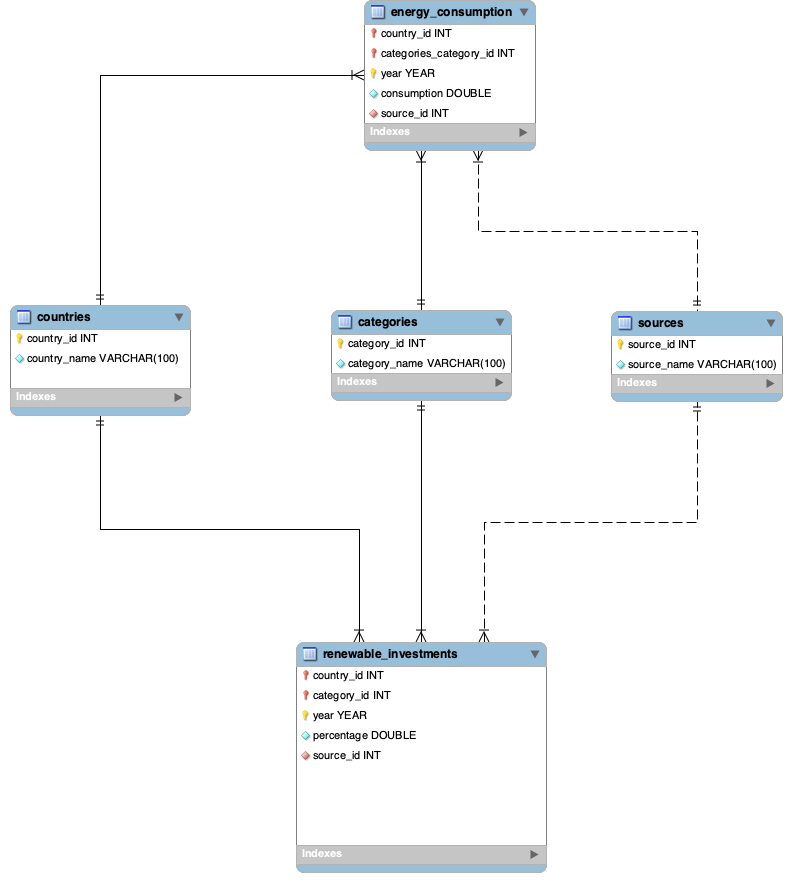 energy_consumption
country_id INT
categories_category_id INT
year YEAR
consumption DOUBLE
source_id INT
Indexes
countries
country_id INT
country_name VARCHAR(100)
Indexes
categories
category_id INT
category_name VARCHAR(100)
Indexes
sources
source_id INT
source_name VARCHAR(100)
Indexes
renewable_investments
country_id INT
category_id INT
year YEAR
percentage DOUBLE
source_id INT
Indexes